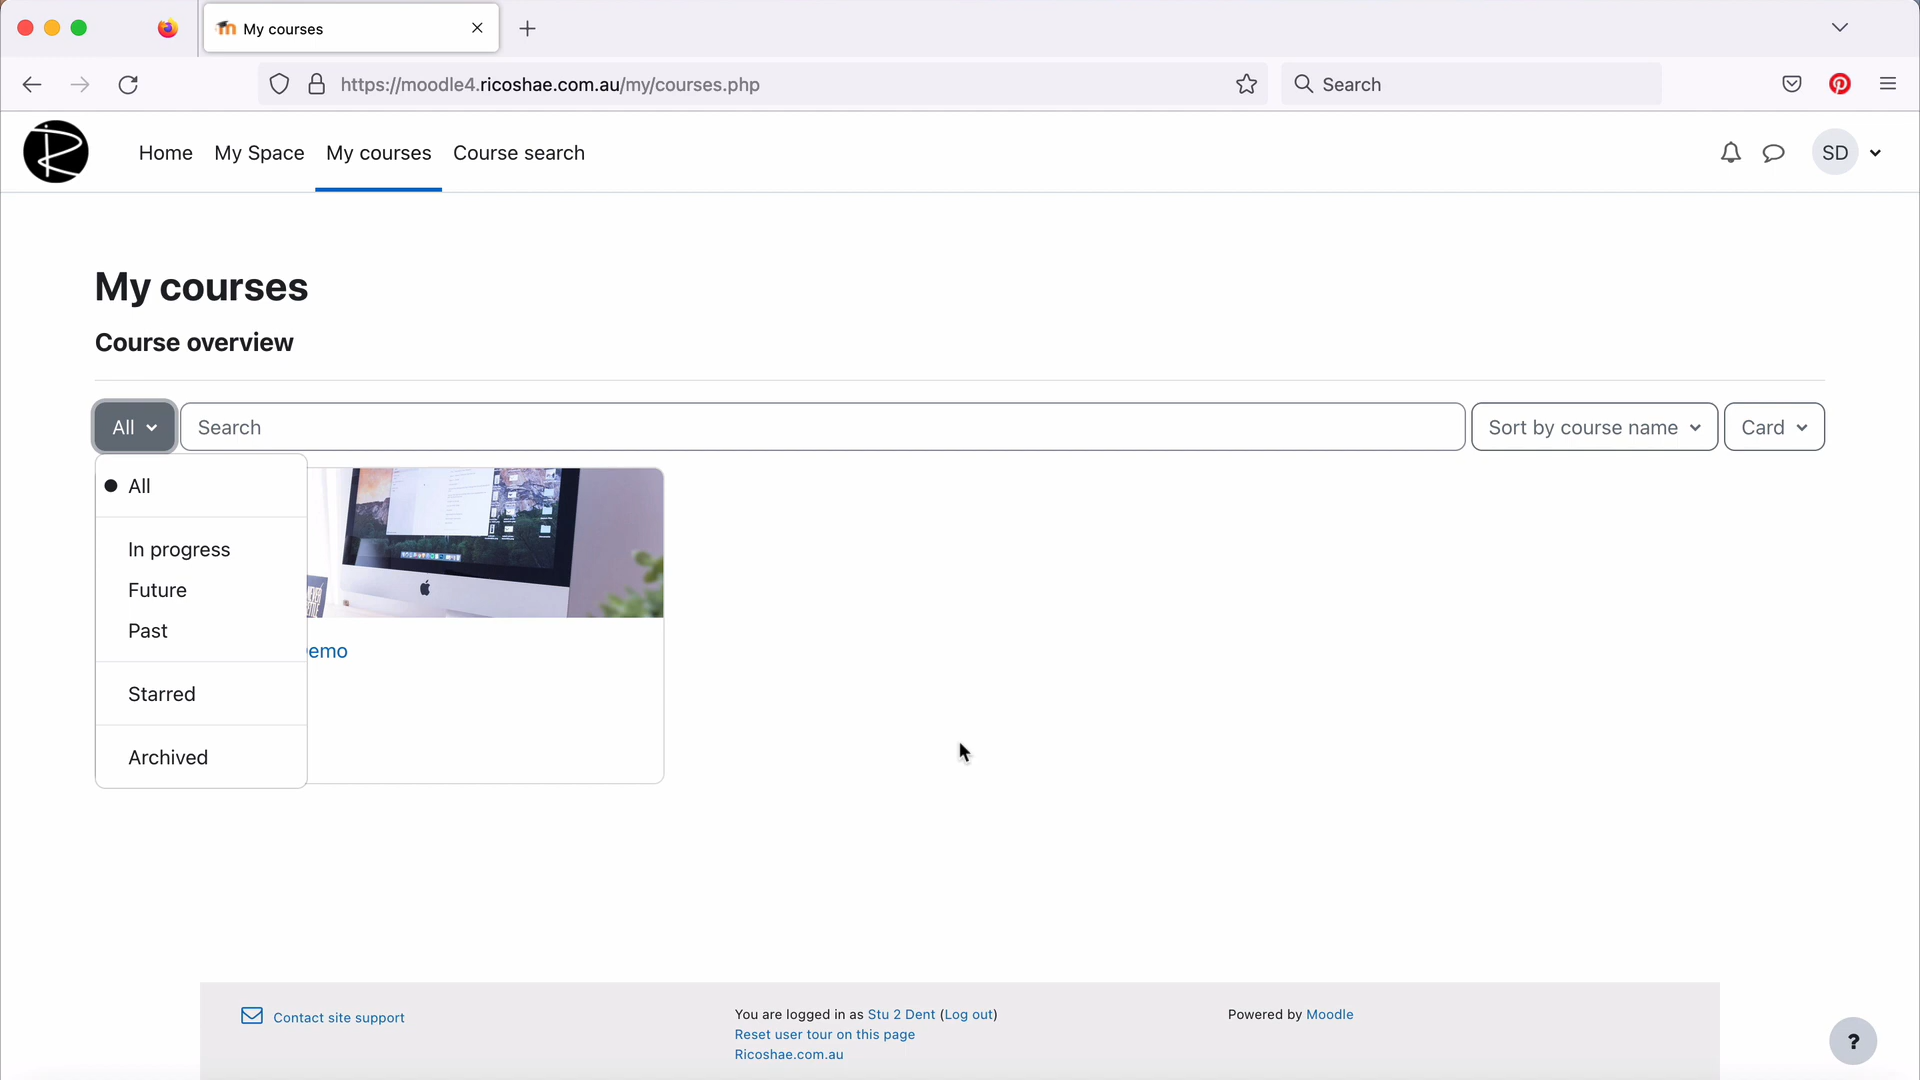 My courses
https://moodle4.ricoshae.com.au/my/courses.php
Search
Home My Space My courses Course search
SD
My courses
Course overview
All
Search
Sort by course name
Card
All
In progress
Future
Past
Starred
Archived
emo
Contact site support
You are logged in as Stu 2 Dent (Log out)
Reset user tour on this page
Ricoshae.com.au
Powered by Moodle
?